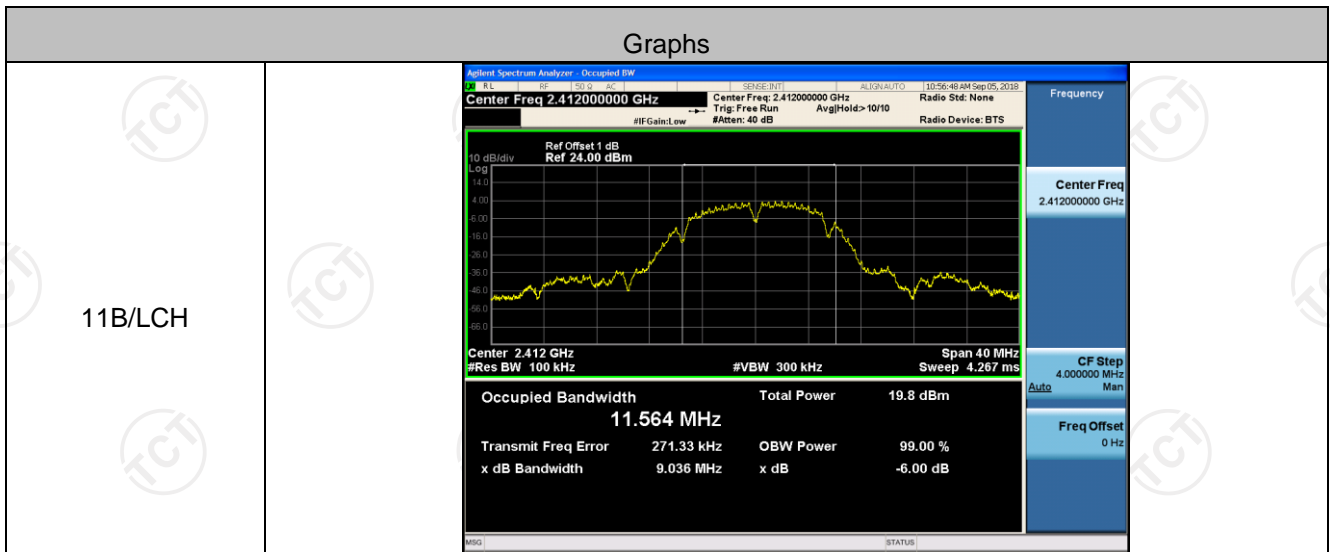 Graphs
11B/LCH
Agilent Spectrum Analyzer - Occupied BW
RL RF 50 Ω AC SENSE:INT ALIGN AUTO 10:56:48 AM Sep 05, 2018
Center Freq 2.412000000 GHz
Center Freq: 2.412000000 GHz Radio Std: None
Trig: Free Run Avg|Hold:> 10/10
#IFGain:Low #Atten: 40 dB Radio Device: BTS
Ref Offset 1 dB
10 dB/div Ref 24.00 dBm
Log
14.0
4.00
-6.00
-16.0
-26.0
-36.0
-46.0
-56.0
-66.0
Center 2.412 GHz Span 40 MHz
#Res BW 100 kHz #VBW 300 kHz Sweep 4.267 ms
Occupied Bandwidth Total Power 19.8 dBm
11.564 MHz
Transmit Freq Error 271.33 kHz OBW Power 99.00 %
x dB Bandwidth 9.036 MHz x dB -6.00 dB
MSG STATUS
Frequency
Center Freq
2.412000000 GHz
CF Step
4.000000 MHz
Auto Man
Freq Offset
0 Hz
TCT
TCT
TCT
TCT
TCT